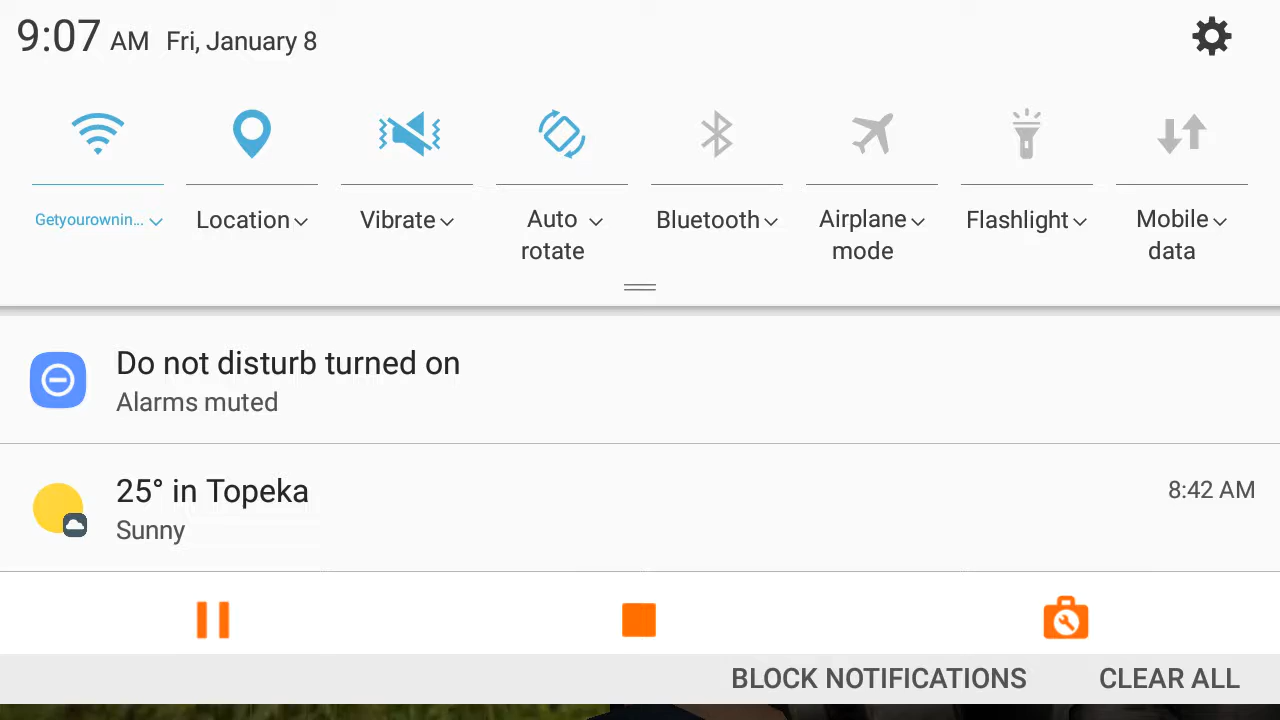 9:07 AM Fri, January 8
Getyourownin...
Location
Vibrate
Auto rotate
Bluetooth
Airplane mode
Flashlight
Mobile data
Do not disturb turned on
Alarms muted
25° in Topeka
8:42 AM
Sunny
BLOCK NOTIFICATIONS
CLEAR ALL